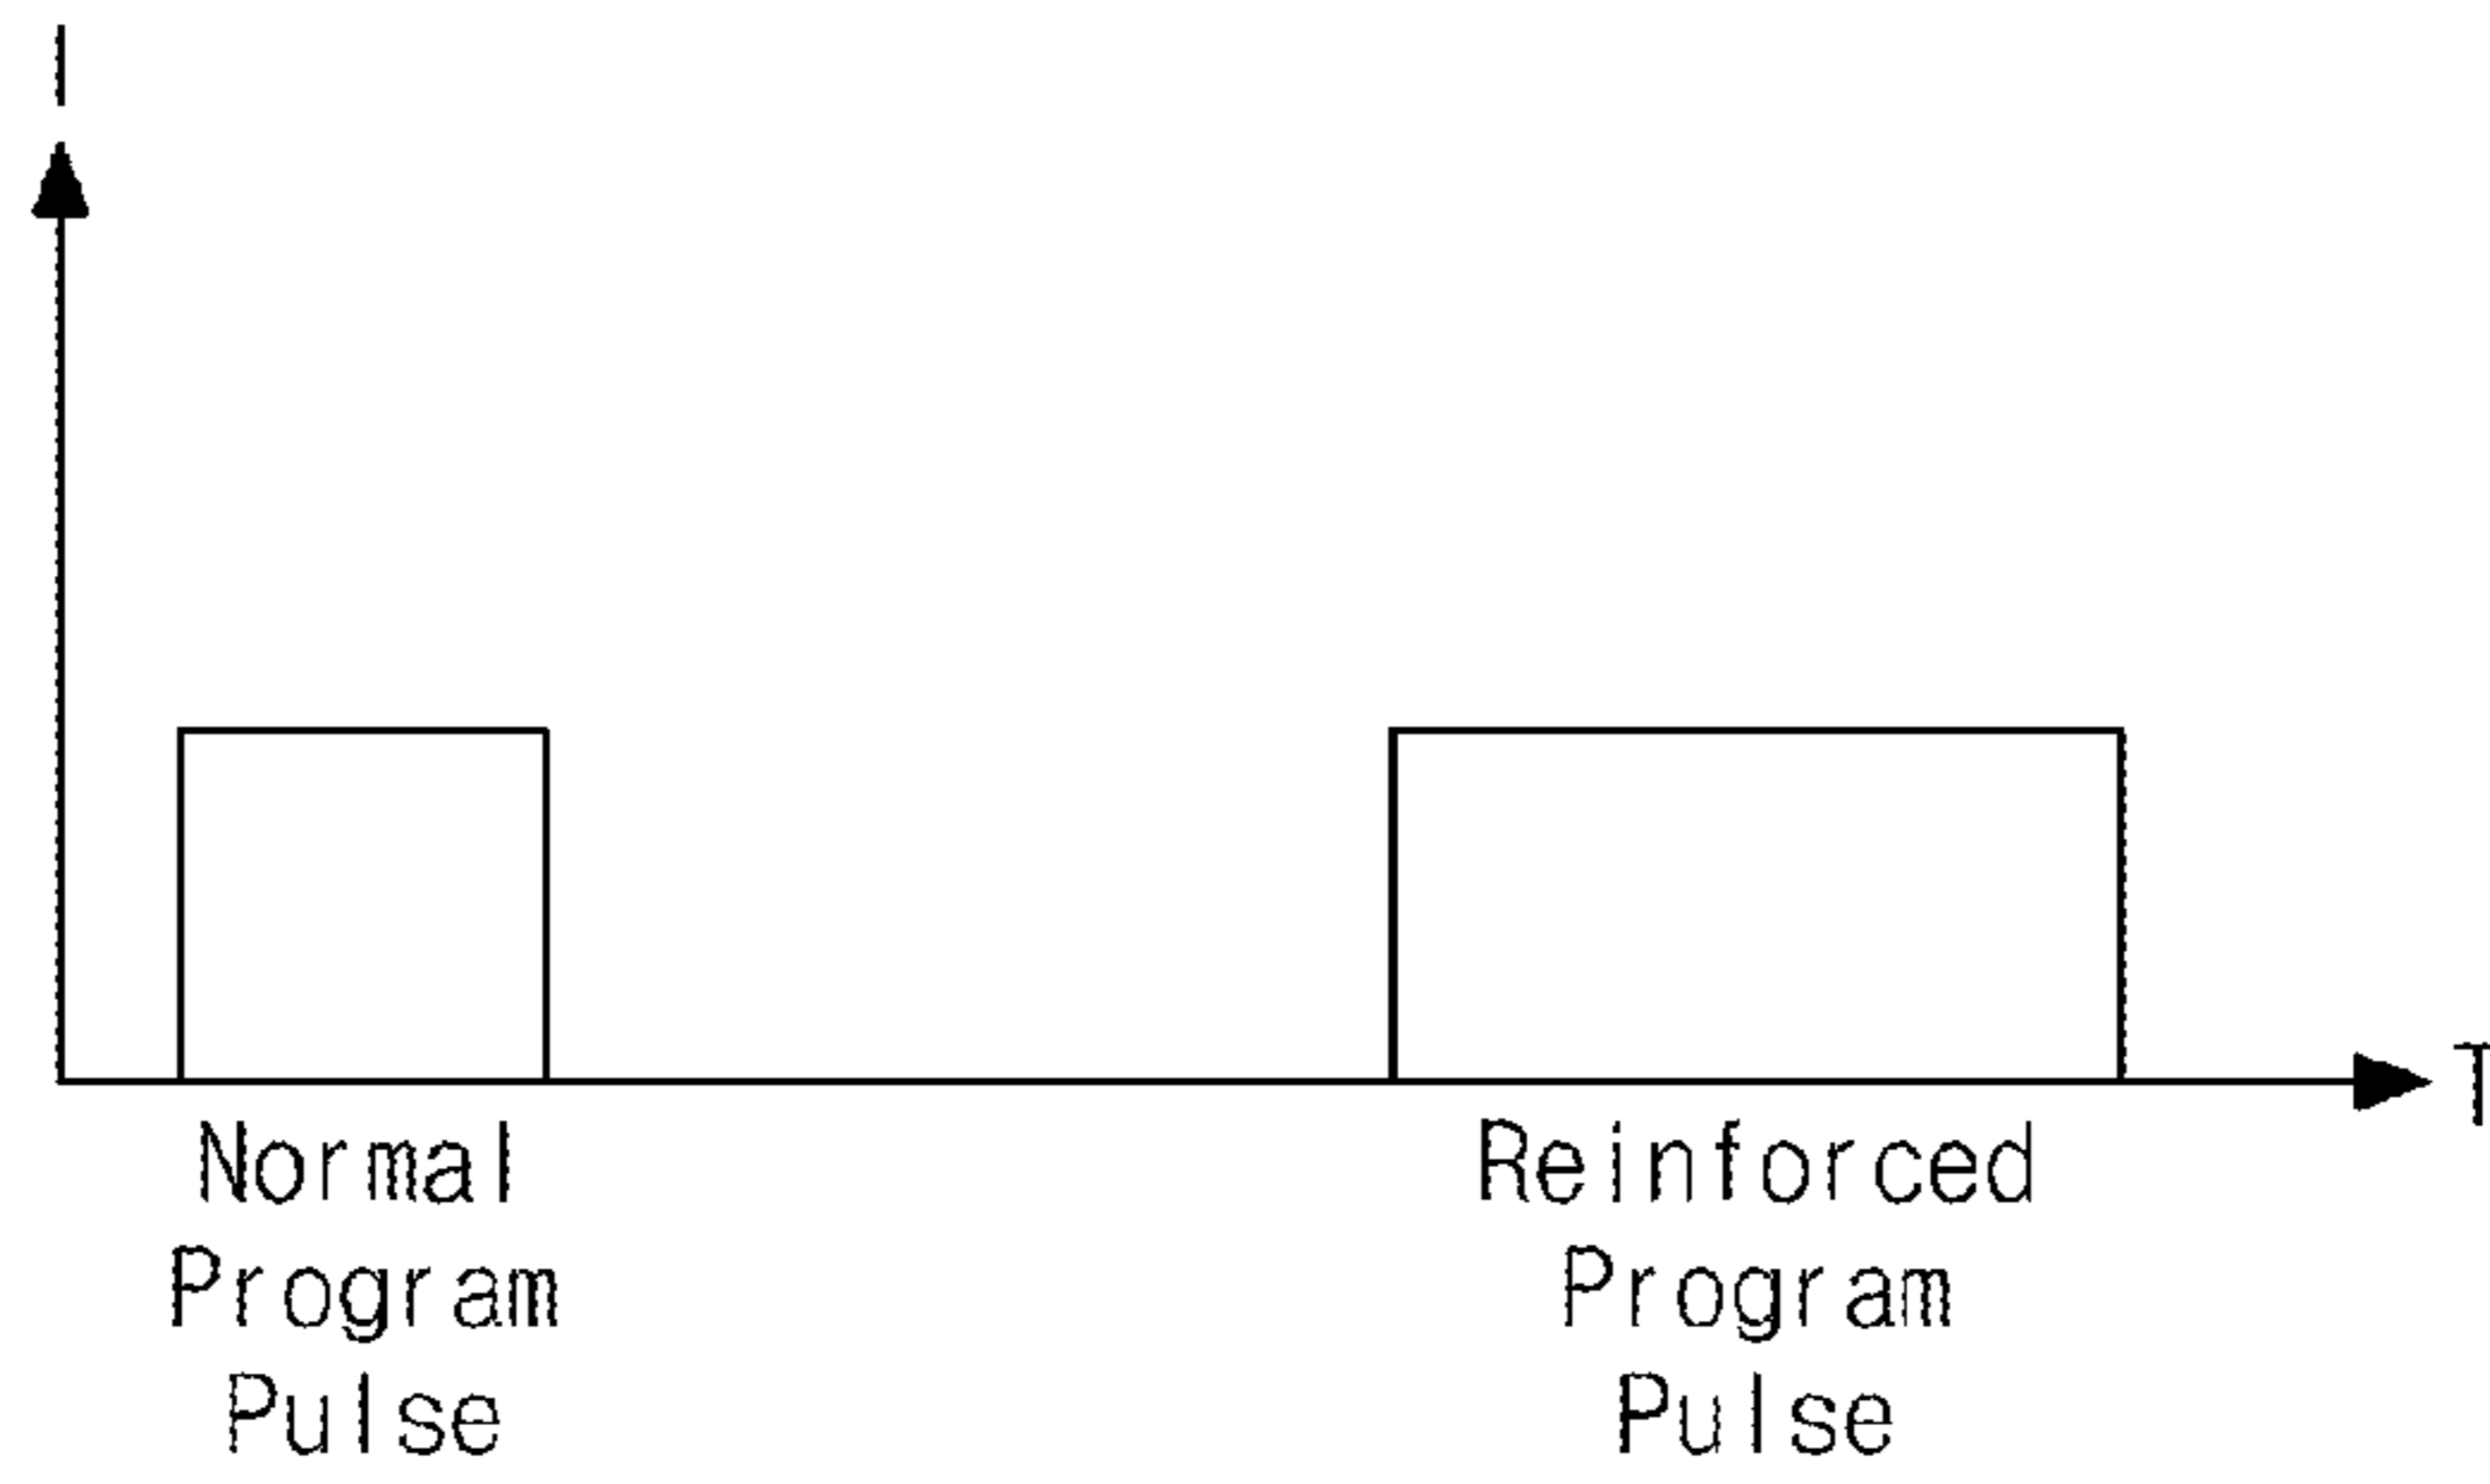 I
T
Normal
Program
Pulse
Reinforced
Program
Pulse